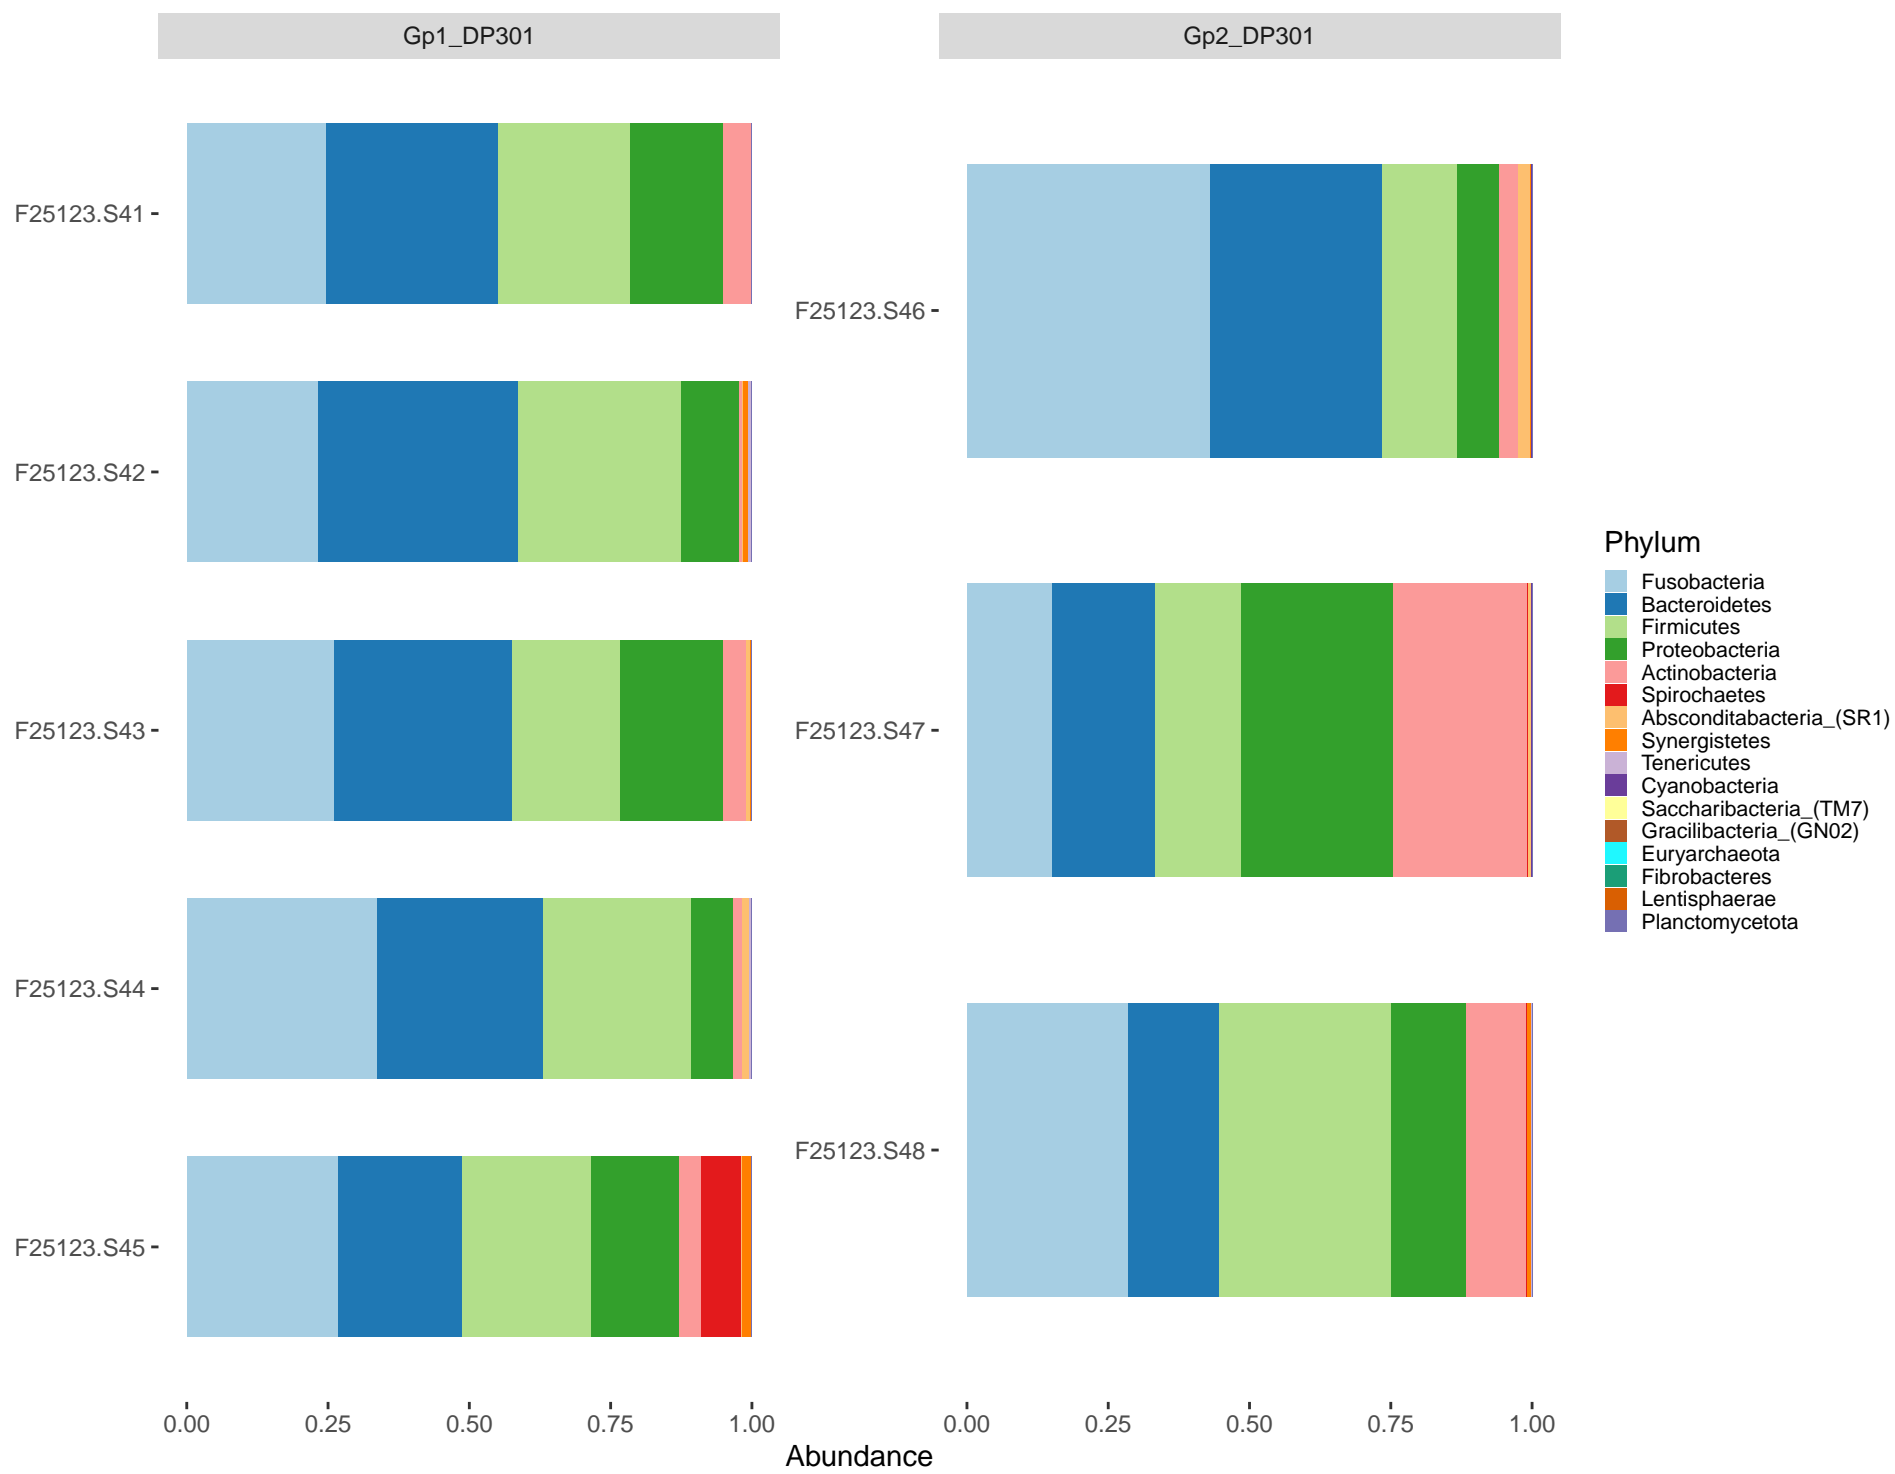 Gp1_DP301
Gp2_DP301
F25123.S41
F25123.S42
F25123.S43
F25123.S44
F25123.S45
0.00 0.25 0.50 0.75 1.00
F25123.S46
F25123.S47
F25123.S48
0.00 0.25 0.50 0.75 1.00
Abundance
Phylum
Fusobacteria
Bacteroidetes
Firmicutes
Proteobacteria
Actinobacteria
Spirochaetes
Absconditabacteria_(SR1)
Synergistetes
Tenericutes
Cyanobacteria
Saccharibacteria_(TM7)
Gracilibacteria_(GN02)
Euryarchaeota
Fibrobacteres
Lentisphaerae
Planctomycetota